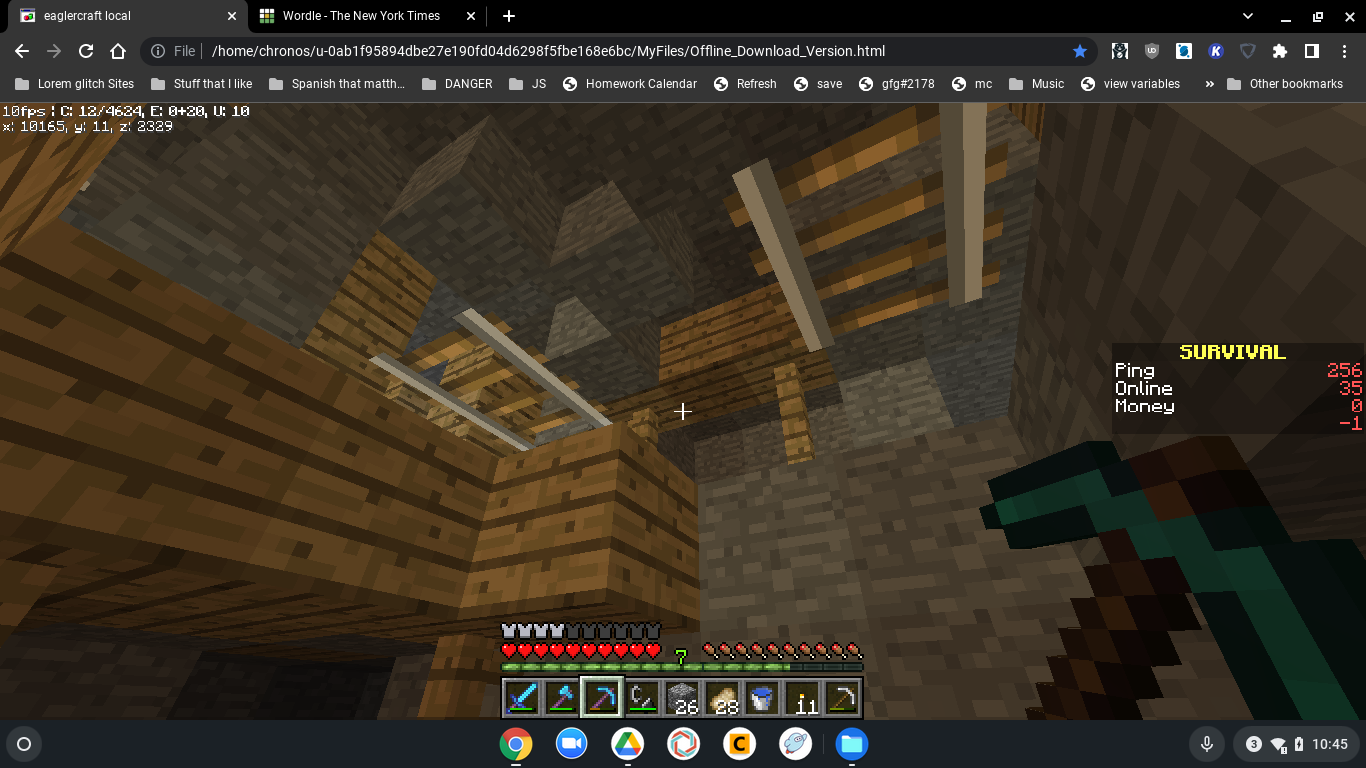 eaglercraft local
Wordle - The New York Times
File
/home/chronos/u-0ab1f95894dbe27e190fd04d6298f5fbe168e6bc/MyFiles/Offline_Download_Version.html
Lorem glitch Sites
Stuff that I like
Spanish that matth...
DANGER
JS
Homework Calendar
Refresh
save
gfg#2178
mc
Music
view variables
»
Other bookmarks
10fps | C: 12/4624, E: 0+20, U: 10
x: 10165, y: 11, z: 2329
SURVIVAL
Ping 256
Online 35
Money 0
-1
7
26
28
11
C
3
10:45